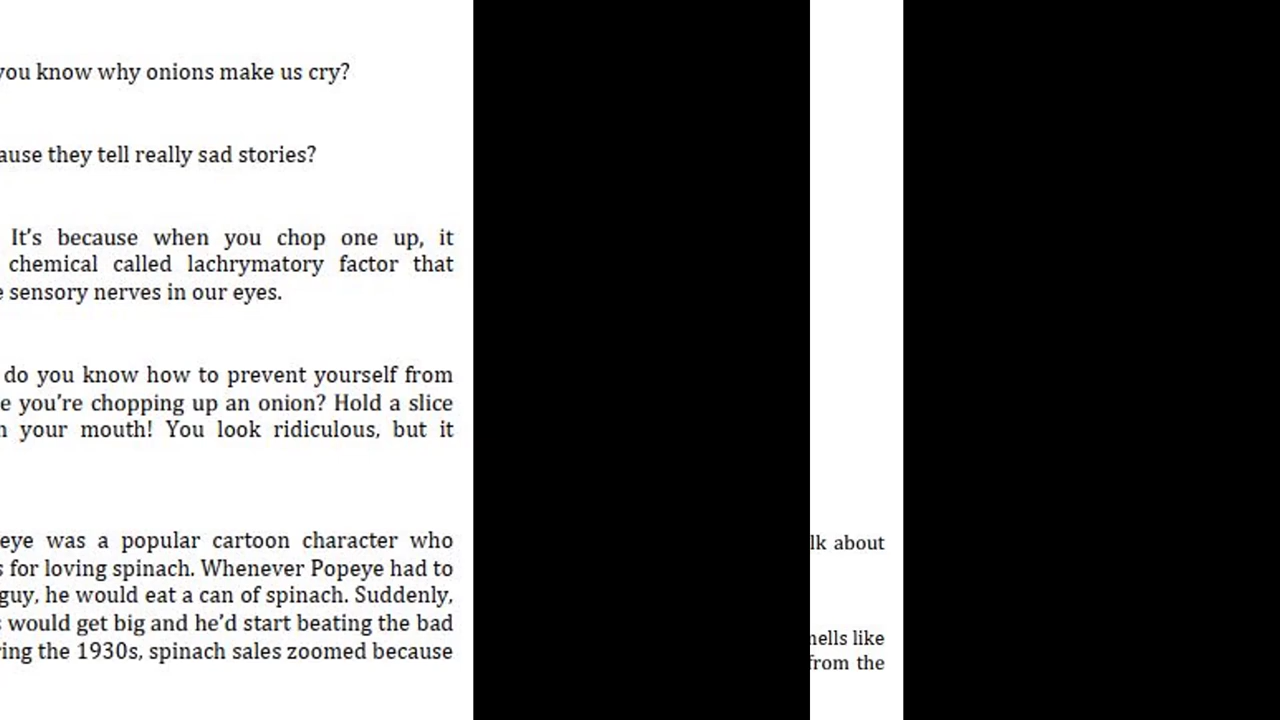 you know why onions make us cry?
ause they tell really sad stories?
It's because when you chop one up, it
chemical called lachrymatory factor that
sensory nerves in our eyes.
do you know how to prevent yourself from
you're chopping up an onion? Hold a slice
your mouth! You look ridiculous, but it
eye was a popular cartoon character who
for loving spinach. Whenever Popeye had to
guy, he would eat a can of spinach. Suddenly,
would get big and he'd start beating the bad
ring the 1930s, spinach sales zoomed because
lk about
ells like
from the